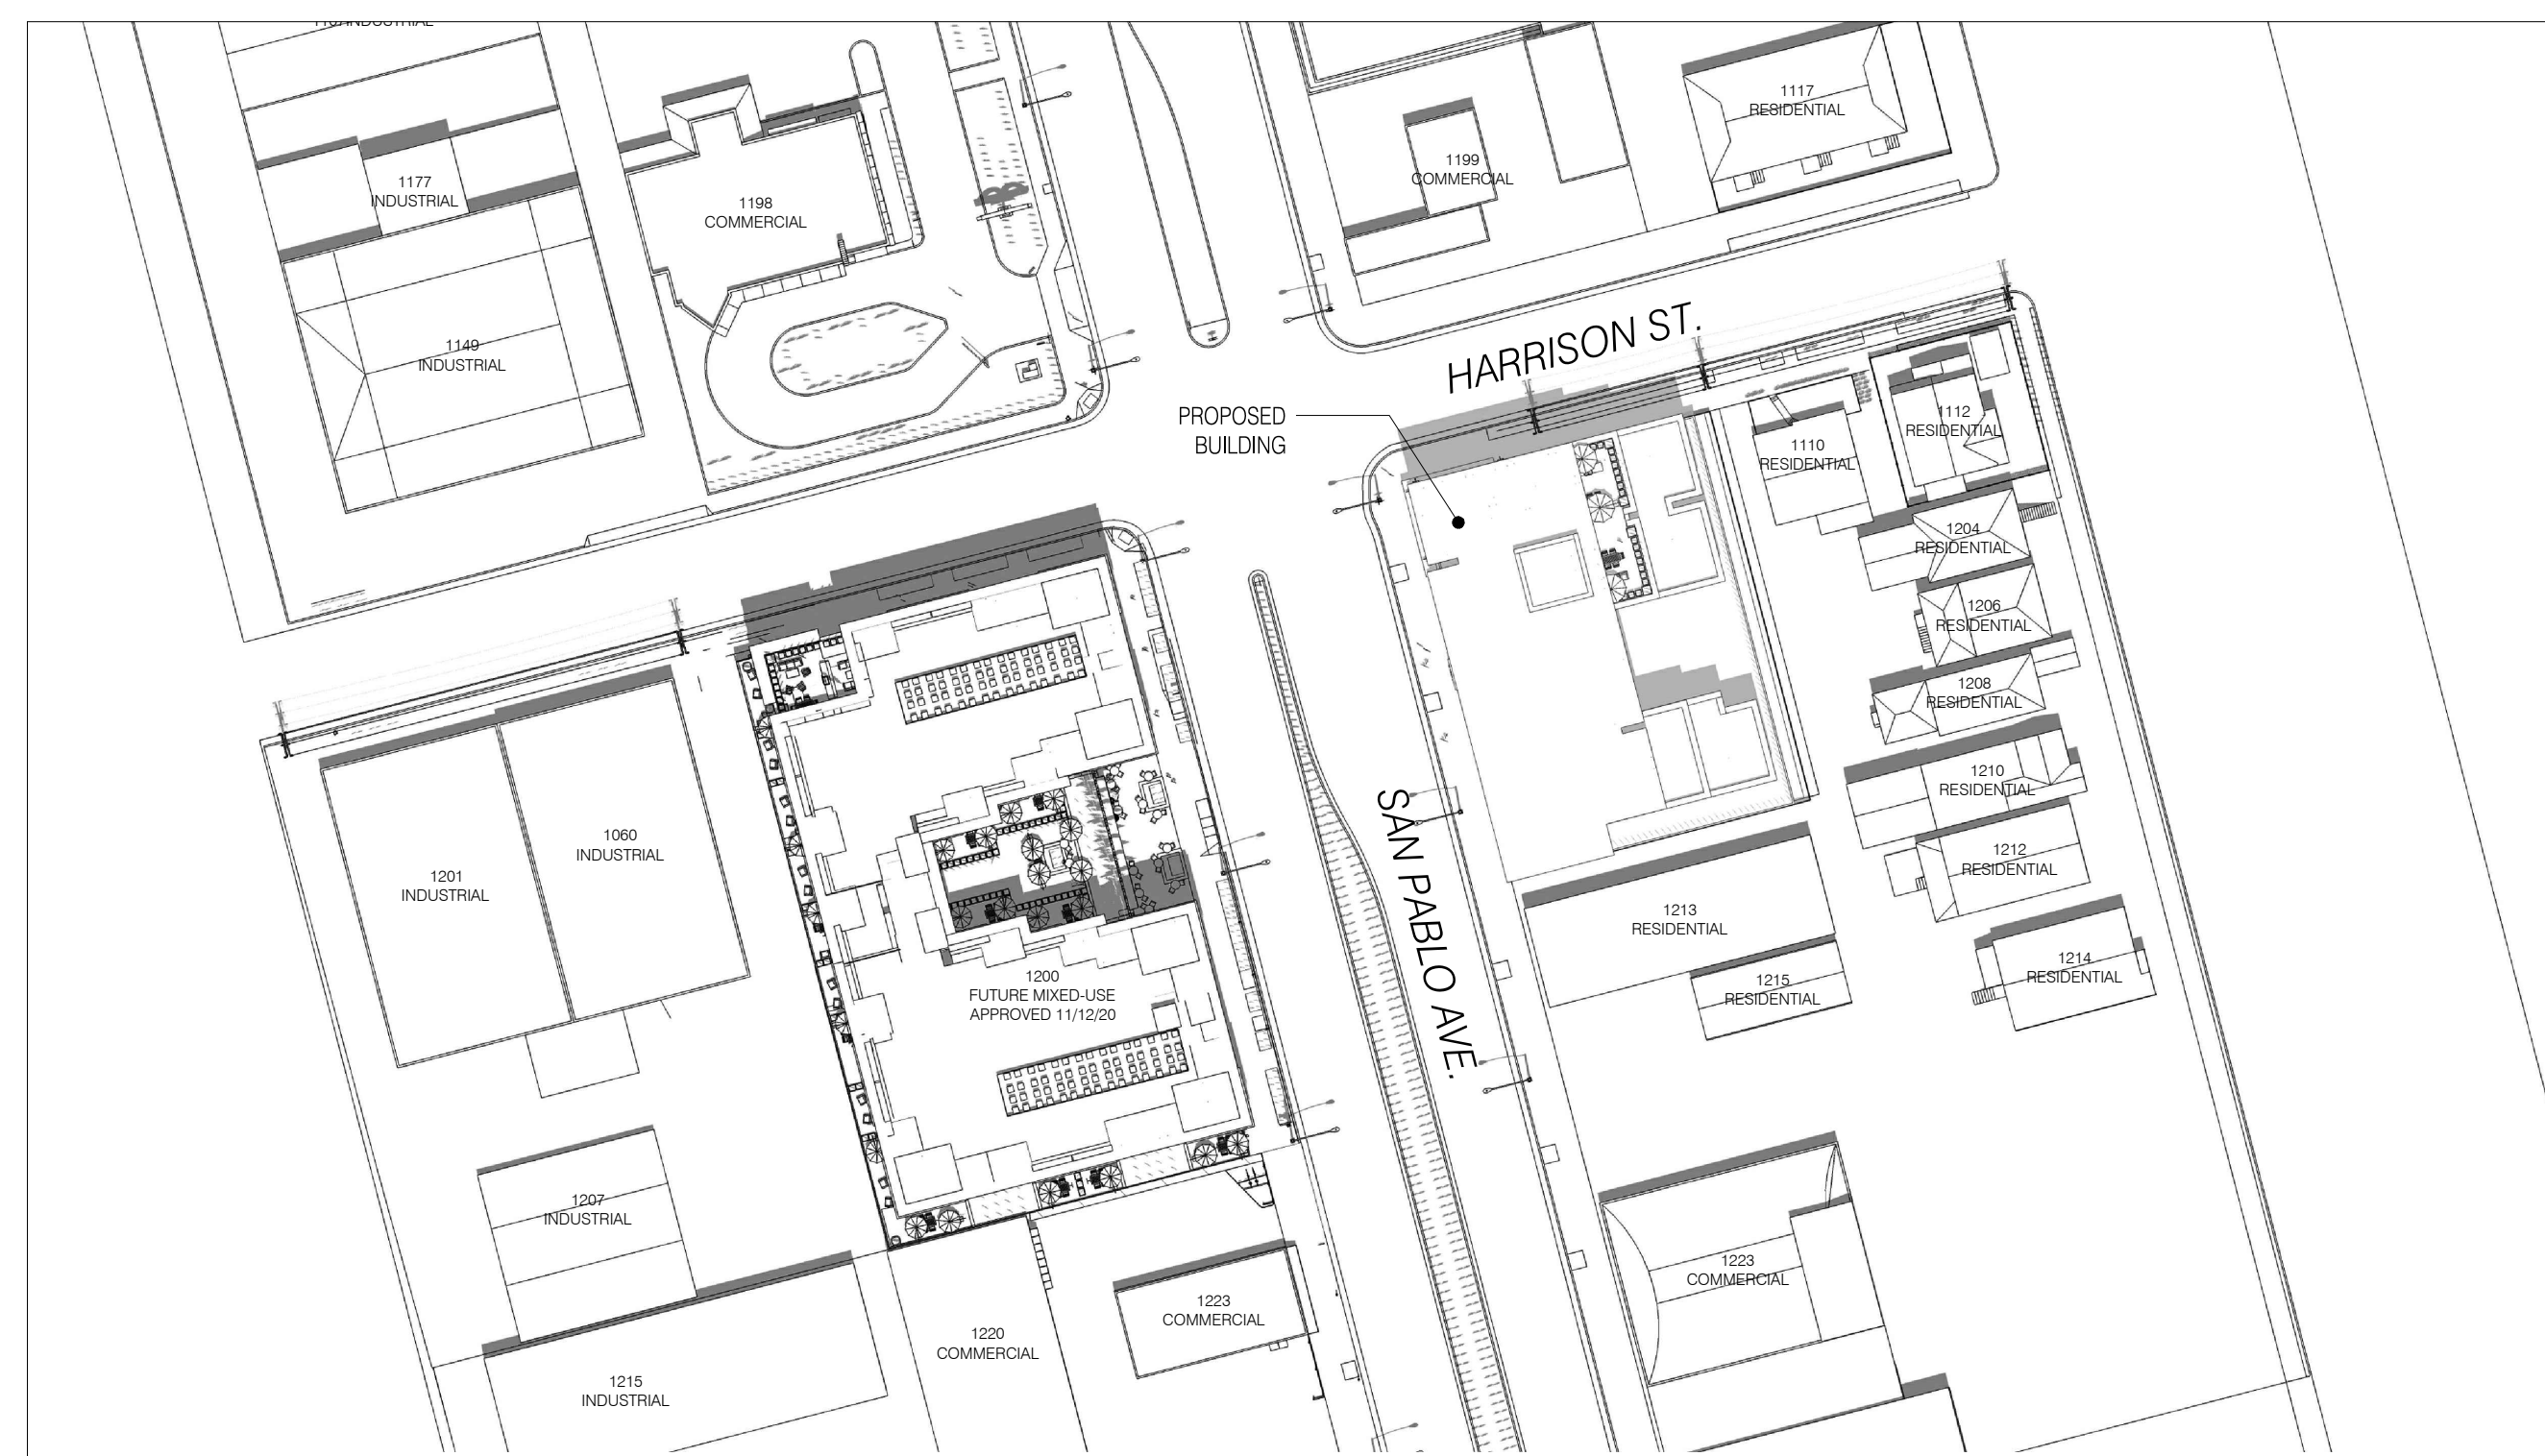 1117
RESIDENTIAL
1199
COMMERCIAL
1177
INDUSTRIAL
1198
COMMERCIAL
1149
INDUSTRIAL
HARRISON ST.
PROPOSED
BUILDING
1112
RESIDENTIAL
1110
RESIDENTIAL
1204
RESIDENTIAL
1206
RESIDENTIAL
1208
RESIDENTIAL
1210
RESIDENTIAL
SAN PABLO AVE.
1060
INDUSTRIAL
1201
INDUSTRIAL
1212
RESIDENTIAL
1213
RESIDENTIAL
1214
RESIDENTIAL
1215
RESIDENTIAL
1200
FUTURE MIXED-USE
APPROVED 11/12/20
1207
INDUSTRIAL
1223
COMMERCIAL
1223
COMMERCIAL
1220
COMMERCIAL
1215
INDUSTRIAL